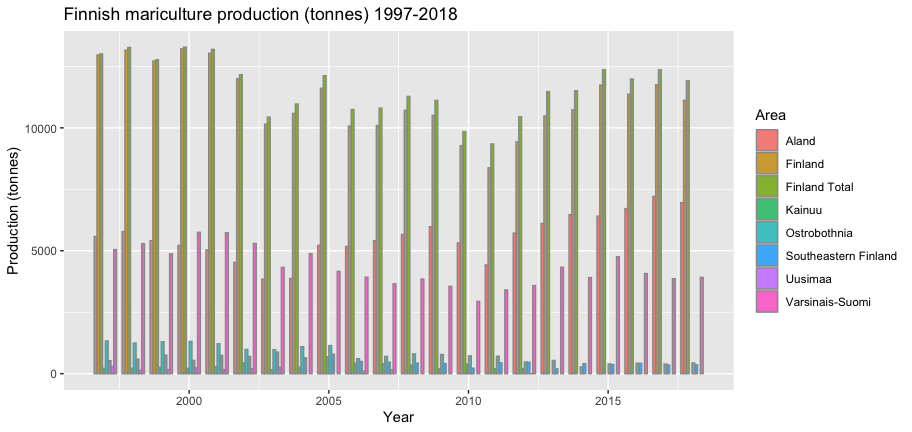 Finnish mariculture production (tonnes) 1997-2018
Production (tonnes)
10000
5000
0
2000
2005
2010
2015
Year
Area
Aland
Finland
Finland Total
Kainuu
Ostrobothnia
Southeastern Finland
Uusimaa
Varsinais-Suomi